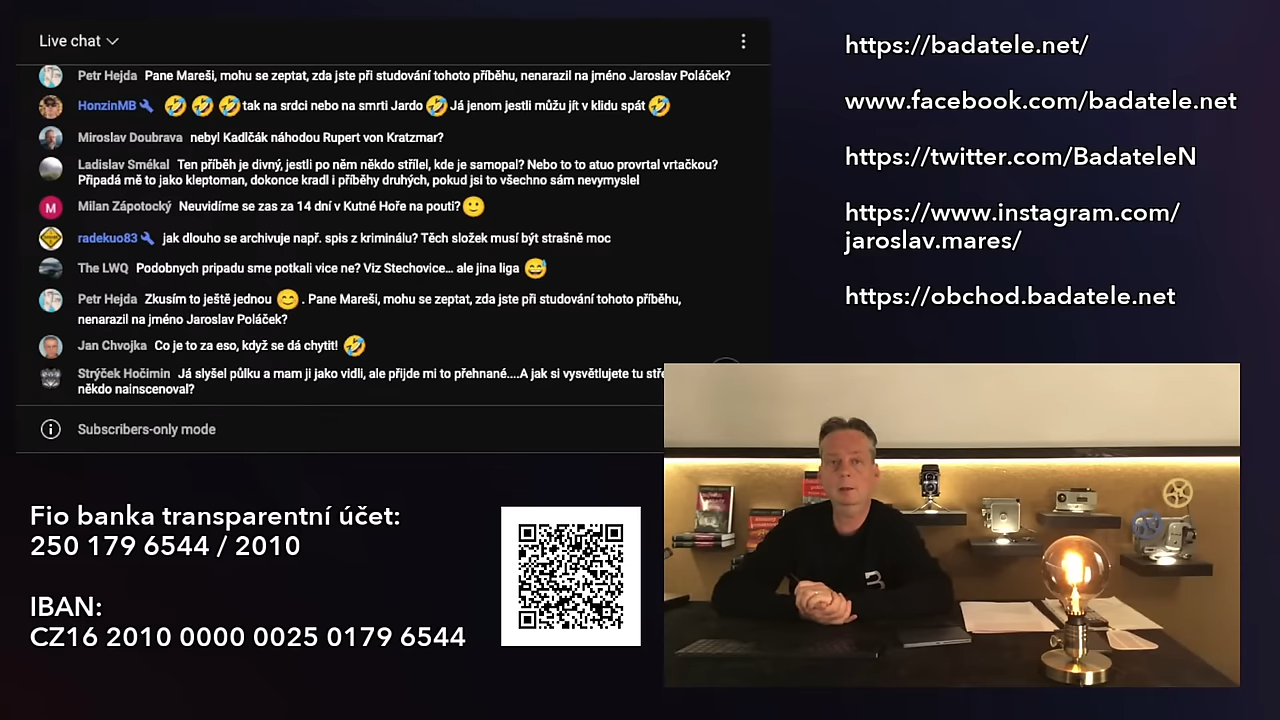 Live chat
Petr Hejda Pane Mareši, mohu se zeptat, zda jste při studování tohoto příběhu, nenarazil na jméno Jaroslav Poláček?
HonzinMB 🤣 🤣 🤣 tak na srdci nebo na smrti Jardo 🤣 Já jenom jestli můžu jít v klidu spát 🤣
Miroslav Doubrava nebyl Kadlčák náhodou Rupert von Kratzmar?
Ladislav Smékal Ten příběh je divný, jestli po něm někdo střílel, kde je samopal? Nebo to to atuo provrtal vrtačkou?
Připadá mě to jako kleptoman, dokonce kradl i příběhy druhých, pokud jsi to všechno sám nevymyslel
M Milan Zápotocký Neuvidíme se zas za 14 dní v Kutné Hoře na pouti? 🙂
radekuo83 jak dlouho se archivuje např. spis z kriminálu? Těch složek musí být strašně moc
The LWQ Podobnych pripadu sme potkali vice ne? Viz Stechovice... ale jina liga 😅
Petr Hejda Zkusím to ještě jednou 😊 . Pane Mareši, mohu se zeptat, zda jste při studování tohoto příběhu,
nenarazil na jméno Jaroslav Poláček?
Jan Chvojka Co je to za eso, když se dá chytit! 🤣
Strýček Hočimin Já slyšel půlku a mam ji jako vidli, ale přijde mi to přehnané....A jak si vysvětlujete tu
někdo nainscenoval?
Subscribers-only mode
https://badatele.net/
www.facebook.com/badatele.net
https://twitter.com/BadateleN
https://www.instagram.com/
jaroslav.mares/
https://obchod.badatele.net
Fio banka transparentní účet:
250 179 6544 / 2010
IBAN:
CZ16 2010 0000 0025 0179 6544